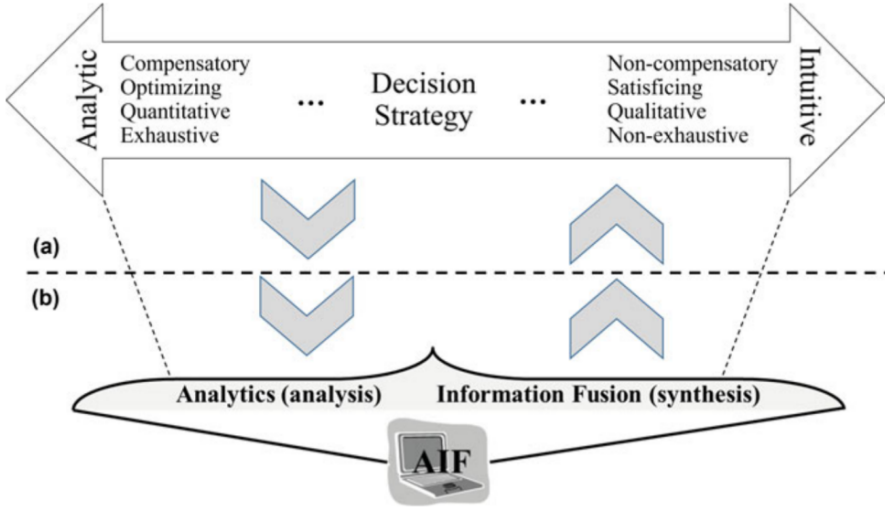 Analytic
Compensatory
Optimizing
Quantitative
Exhaustive
...
Decision
Strategy
...
Non-compensatory
Satisficing
Qualitative
Non-exhaustive
Intuitive
(a)
(b)
Analytics (analysis)
Information Fusion (synthesis)
AIF